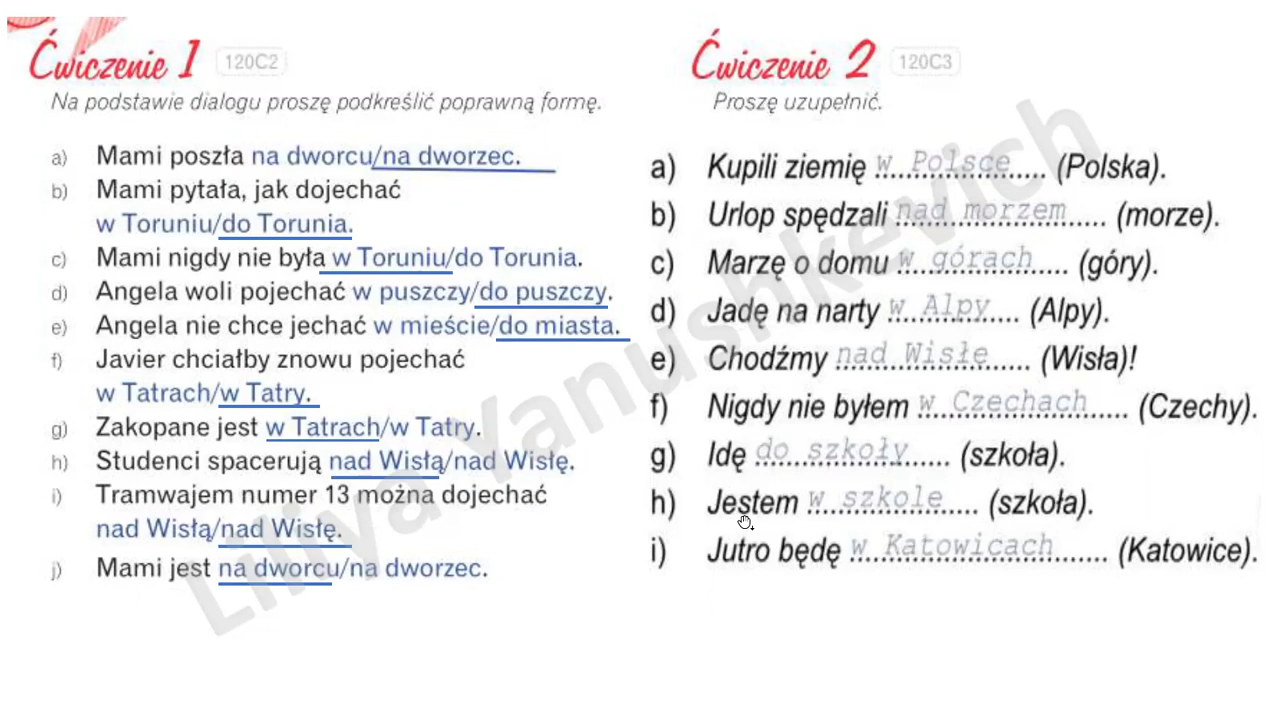 Ćwiczenie 1 120C2
Na podstawie dialogu proszę podkreślić poprawną formę.
a) Mami poszła na dworcu/na dworzec.
b) Mami pytała, jak dojechać
w Toruniu/do Torunia.
c) Mami nigdy nie była w Toruniu/do Torunia.
d) Angela woli pojechać w puszczy/do puszczy.
e) Angela nie chce jechać w mieście/do miasta.
f) Javier chciałby znowu pojechać
w Tatrach/w Tatry.
g) Zakopane jest w Tatrach/w Tatry.
h) Studenci spacerują nad Wisłą/nad Wisłę.
i) Tramwajem numer 13 można dojechać
nad Wisłą/nad Wisłę.
j) Mami jest na dworcu/na dworzec.
Ćwiczenie 2 120C3
Proszę uzupełnić.
a) Kupili ziemię w Polsce (Polska).
b) Urlop spędzali nad morzem (morze).
c) Marzę o domu w górach (góry).
d) Jadę na narty w Alpy (Alpy).
e) Chodźmy nad Wisłę (Wisła)!
f) Nigdy nie byłem w Czechach (Czechy).
g) Idę do szkoły (szkoła).
h) Jestem w szkole (szkoła).
i) Jutro będę w Katowicach (Katowice).
Liliya Yanushkevich